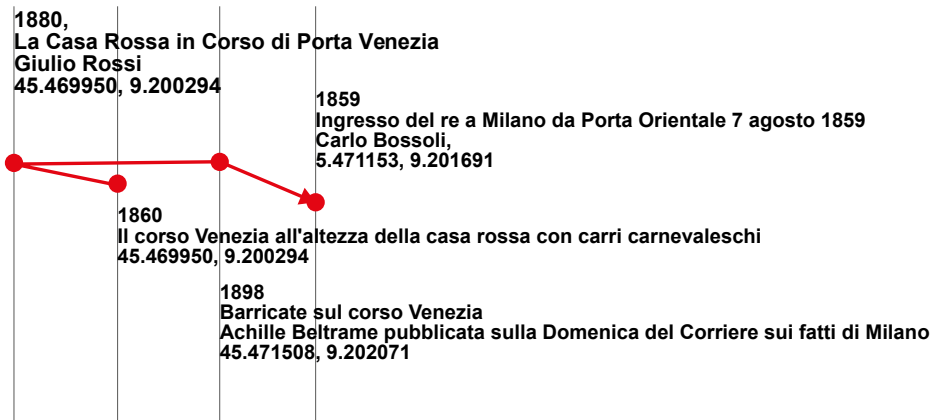 1880,
La Casa Rossa in Corso di Porta Venezia
Giulio Rossi
45.469950, 9.200294
1859
Ingresso del re a Milano da Porta Orientale 7 agosto 1859
Carlo Bossoli,
5.471153, 9.201691
1860
Il corso Venezia all'altezza della casa rossa con carri carnevaleschi
45.469950, 9.200294
1898
Barricate sul corso Venezia
Achille Beltrame pubblicata sulla Domenica del Corriere sui fatti di Milano
45.471508, 9.202071